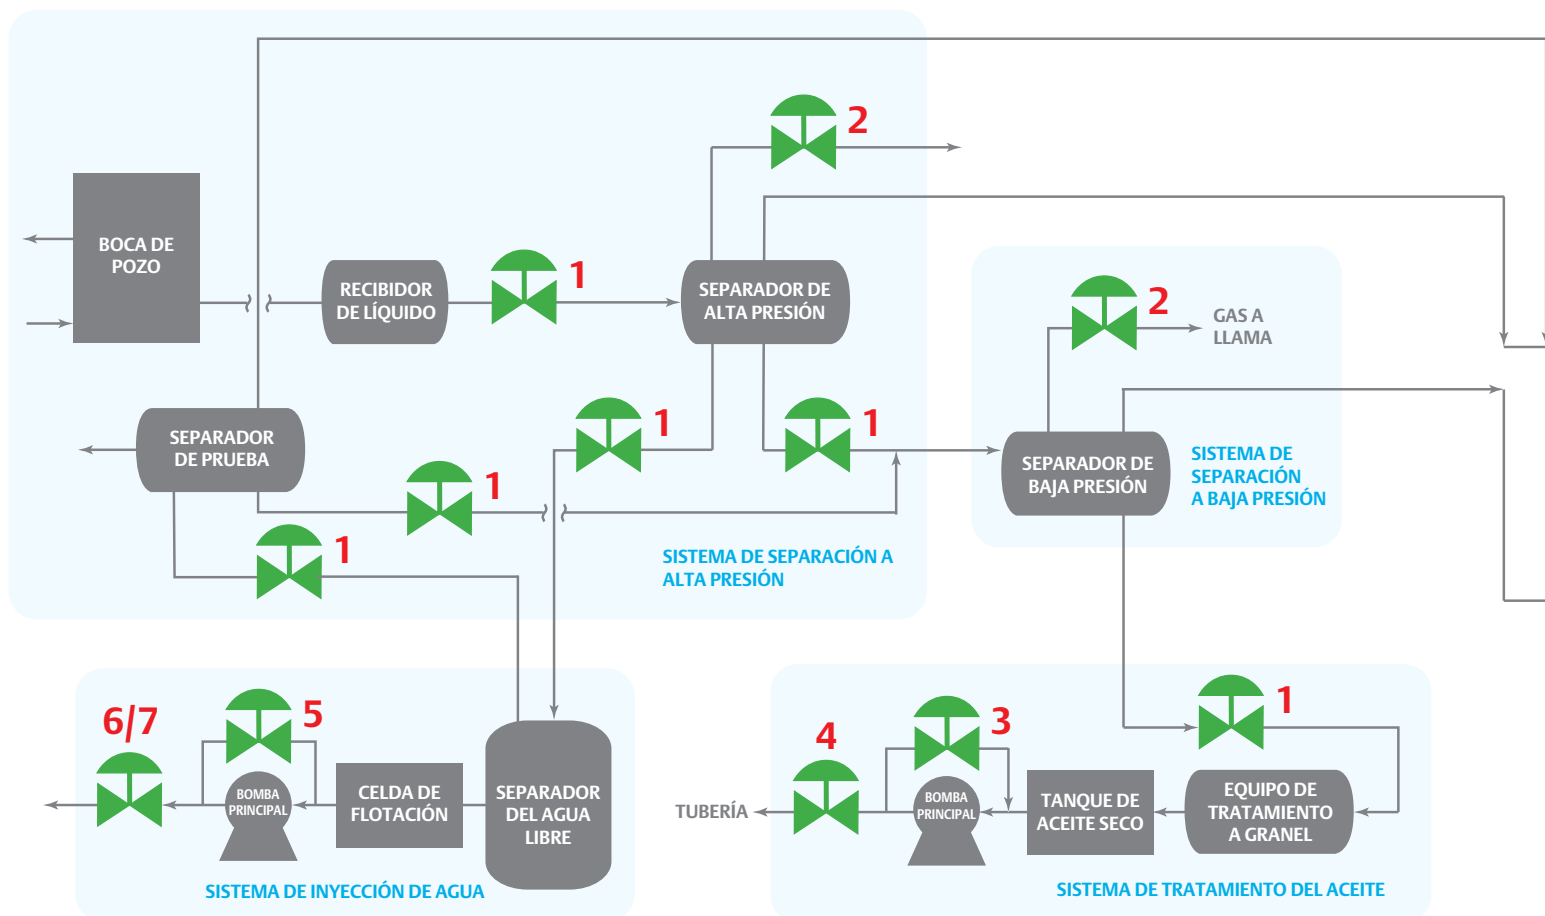 2
BOCA DE
POZO
RECIBIDOR
DE LÍQUIDO
1
SEPARADOR DE
ALTA PRESIÓN
2
GAS A
LLAMA
SEPARADOR
DE PRUEBA
1
1
1
1
SEPARADOR DE
BAJA PRESIÓN
SISTEMA DE
SEPARACIÓN
A BAJA PRESIÓN
SISTEMA DE SEPARACIÓN A
ALTA PRESIÓN
6/7
5
BOMBA
PRINCIPAL
CELDA DE
FLOTACIÓN
SEPARADOR
DEL AGUA
LIBRE
SISTEMA DE INYECCIÓN DE AGUA
1
3
4
TUBERÍA
BOMBA
PRINCIPAL
TANQUE DE
ACEITE SECO
EQUIPO DE
TRATAMIENTO
A GRANEL
SISTEMA DE TRATAMIENTO DEL ACEITE